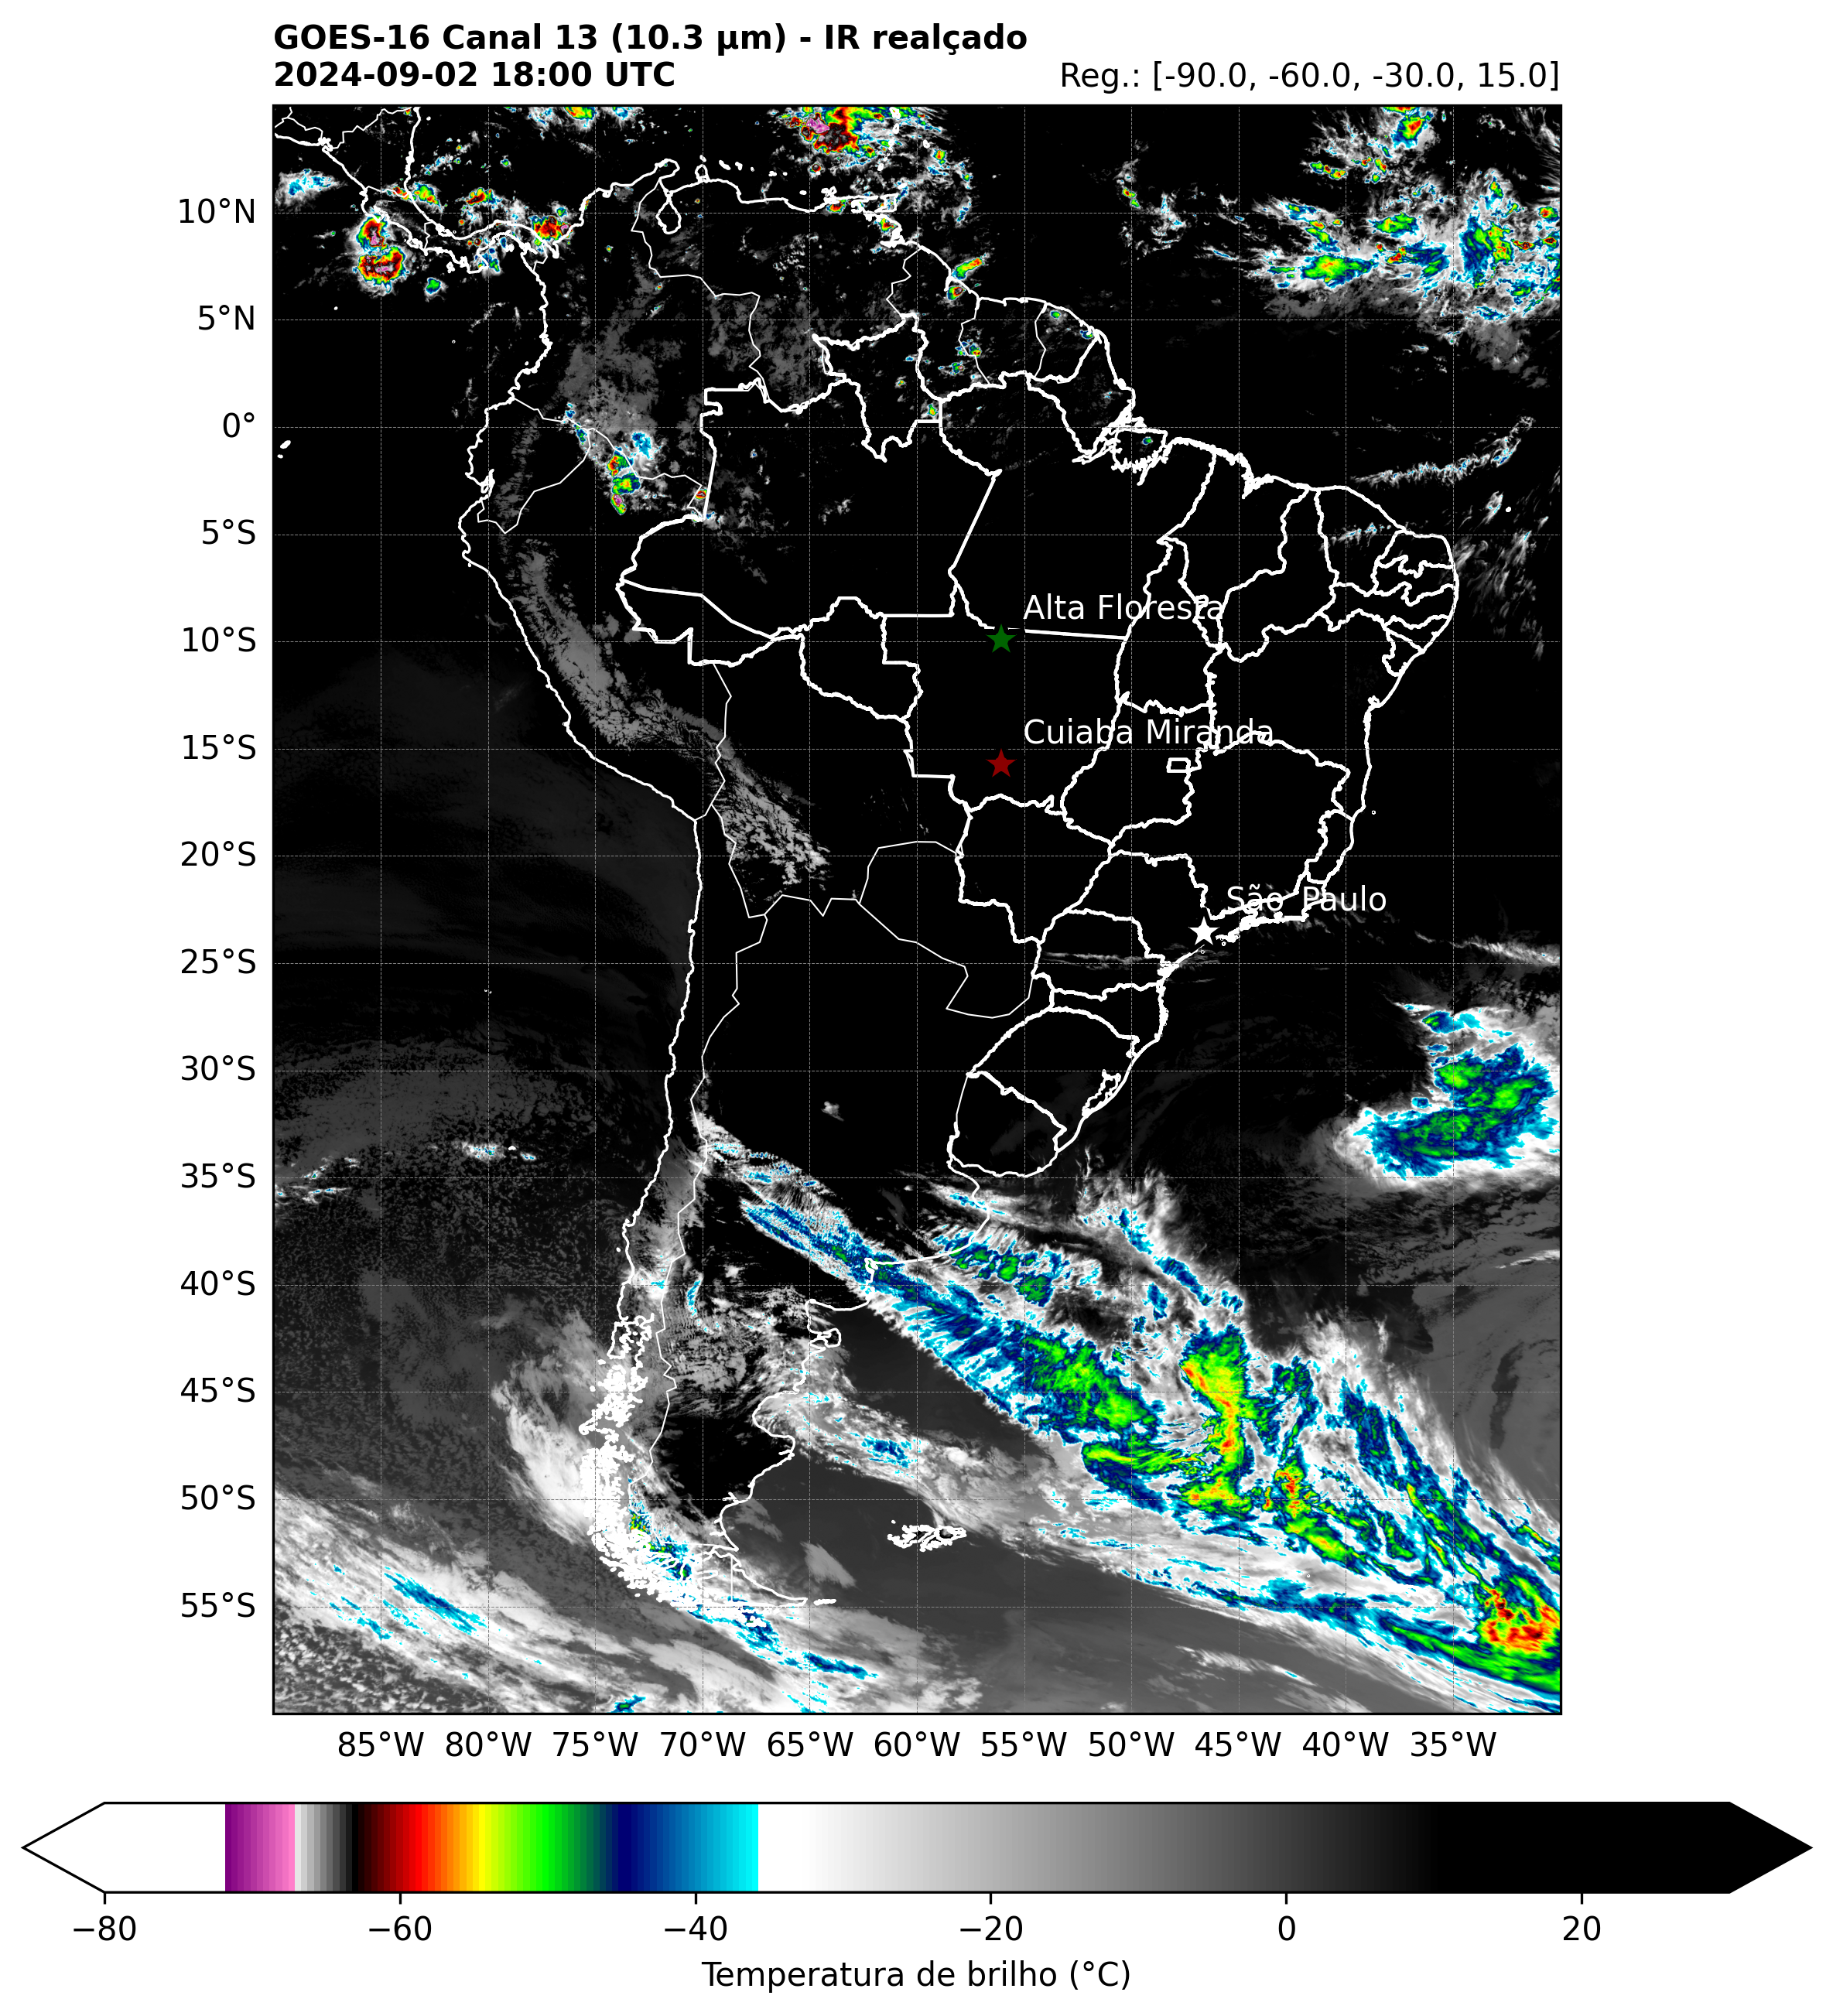 GOES-16 Canal 13 (10.3 µm) - IR realçado
2024-09-02 18:00 UTC Reg.: [-90.0, -60.0, -30.0, 15.0]
10°N
5°N
0°
5°S
Alta Floresta
10°S
Cuiaba Miranda
15°S
20°S
São Paulo
25°S
30°S
35°S
40°S
45°S
50°S
55°S
85°W 80°W 75°W 70°W 65°W 60°W 55°W 50°W 45°W 40°W 35°W
−80 −60 −40 −20 0 20
Temperatura de brilho (°C)